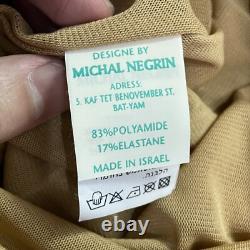 DESIGNE BY
MICHAL NEGRIN
ADRESS:
5. KAF TET BENOVEMBER ST.
BAT-YAM
83%POLYAMIDE
17%ELASTANE
MADE IN ISRAEL